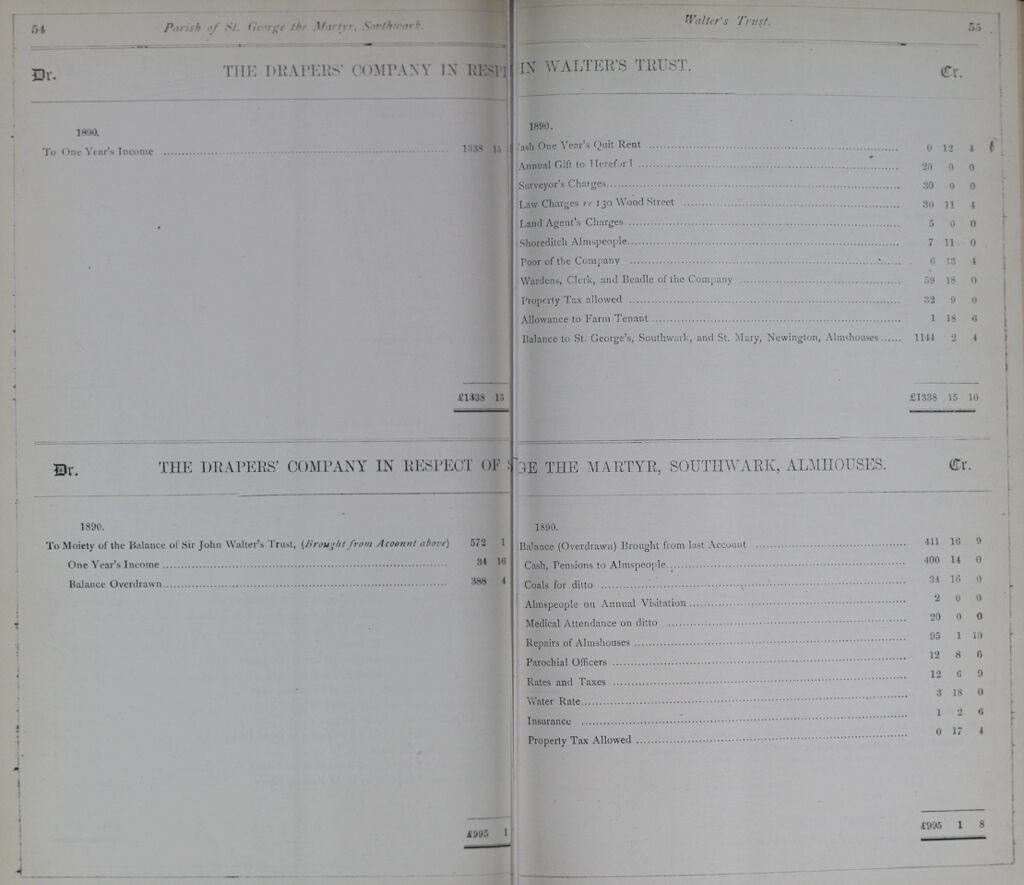 54 Parish of St. George the Martyr, Southwark.
Dr. THE DRAPERS' COMPANY IN RESP
1890.
To One Year's Income 1338 15
£1338 15
Dr. THE DRAPERS' COMPANY IN RESPECT OF
1890.
To Moiety of the Balance of Sir John Walter's Trust, (Brought from Account above) 572 1
One Year's Income 34 16
Balance Overdrawn 388 4
£995 1
Walter's Trust. 55
IN WALTER'S TRUST. Cr.
1890.
ash One Year's Quit Rent 0 12 4
Annual Gift to Herefor 20 0 0
Surveyor's Charges 30 0 0
Law Charges re 130 Wood Street 30 11 4
Land Agent's Charges 5 0 0
Shoreditch Almspeople 7 11 0
Poor of the Company 6 13 4
Wardens, Clerk, and Beadle of the Company 59 18 0
Property Tax allowed 32 9 0
Allowance to Farm Tenant 1 18 6
Balance to St. George's, Southwark, and St. Mary, Newington, Almshouses 1144 2 4
£1338 15 10
GE THE MARTYR, SOUTHWARK, ALMHOUSES. Cr.
1890.
Balance (Overdrawn) Brought from last Account 411 16 9
Cash, Pensions to Almspeople 400 14 0
Coals for ditto 34 16 0
Almspeople on Annual Visitation 2 0 0
Medical Attendance on ditto 20 0 0
Repairs of Almshouses 95 1 10
Parochial Officers 12 8 6
Rates and Taxes 12 6 9
Water Rate 3 18 0
Insurance 1 2 6
Property Tax Allowed 0 17 4
£995 1 8